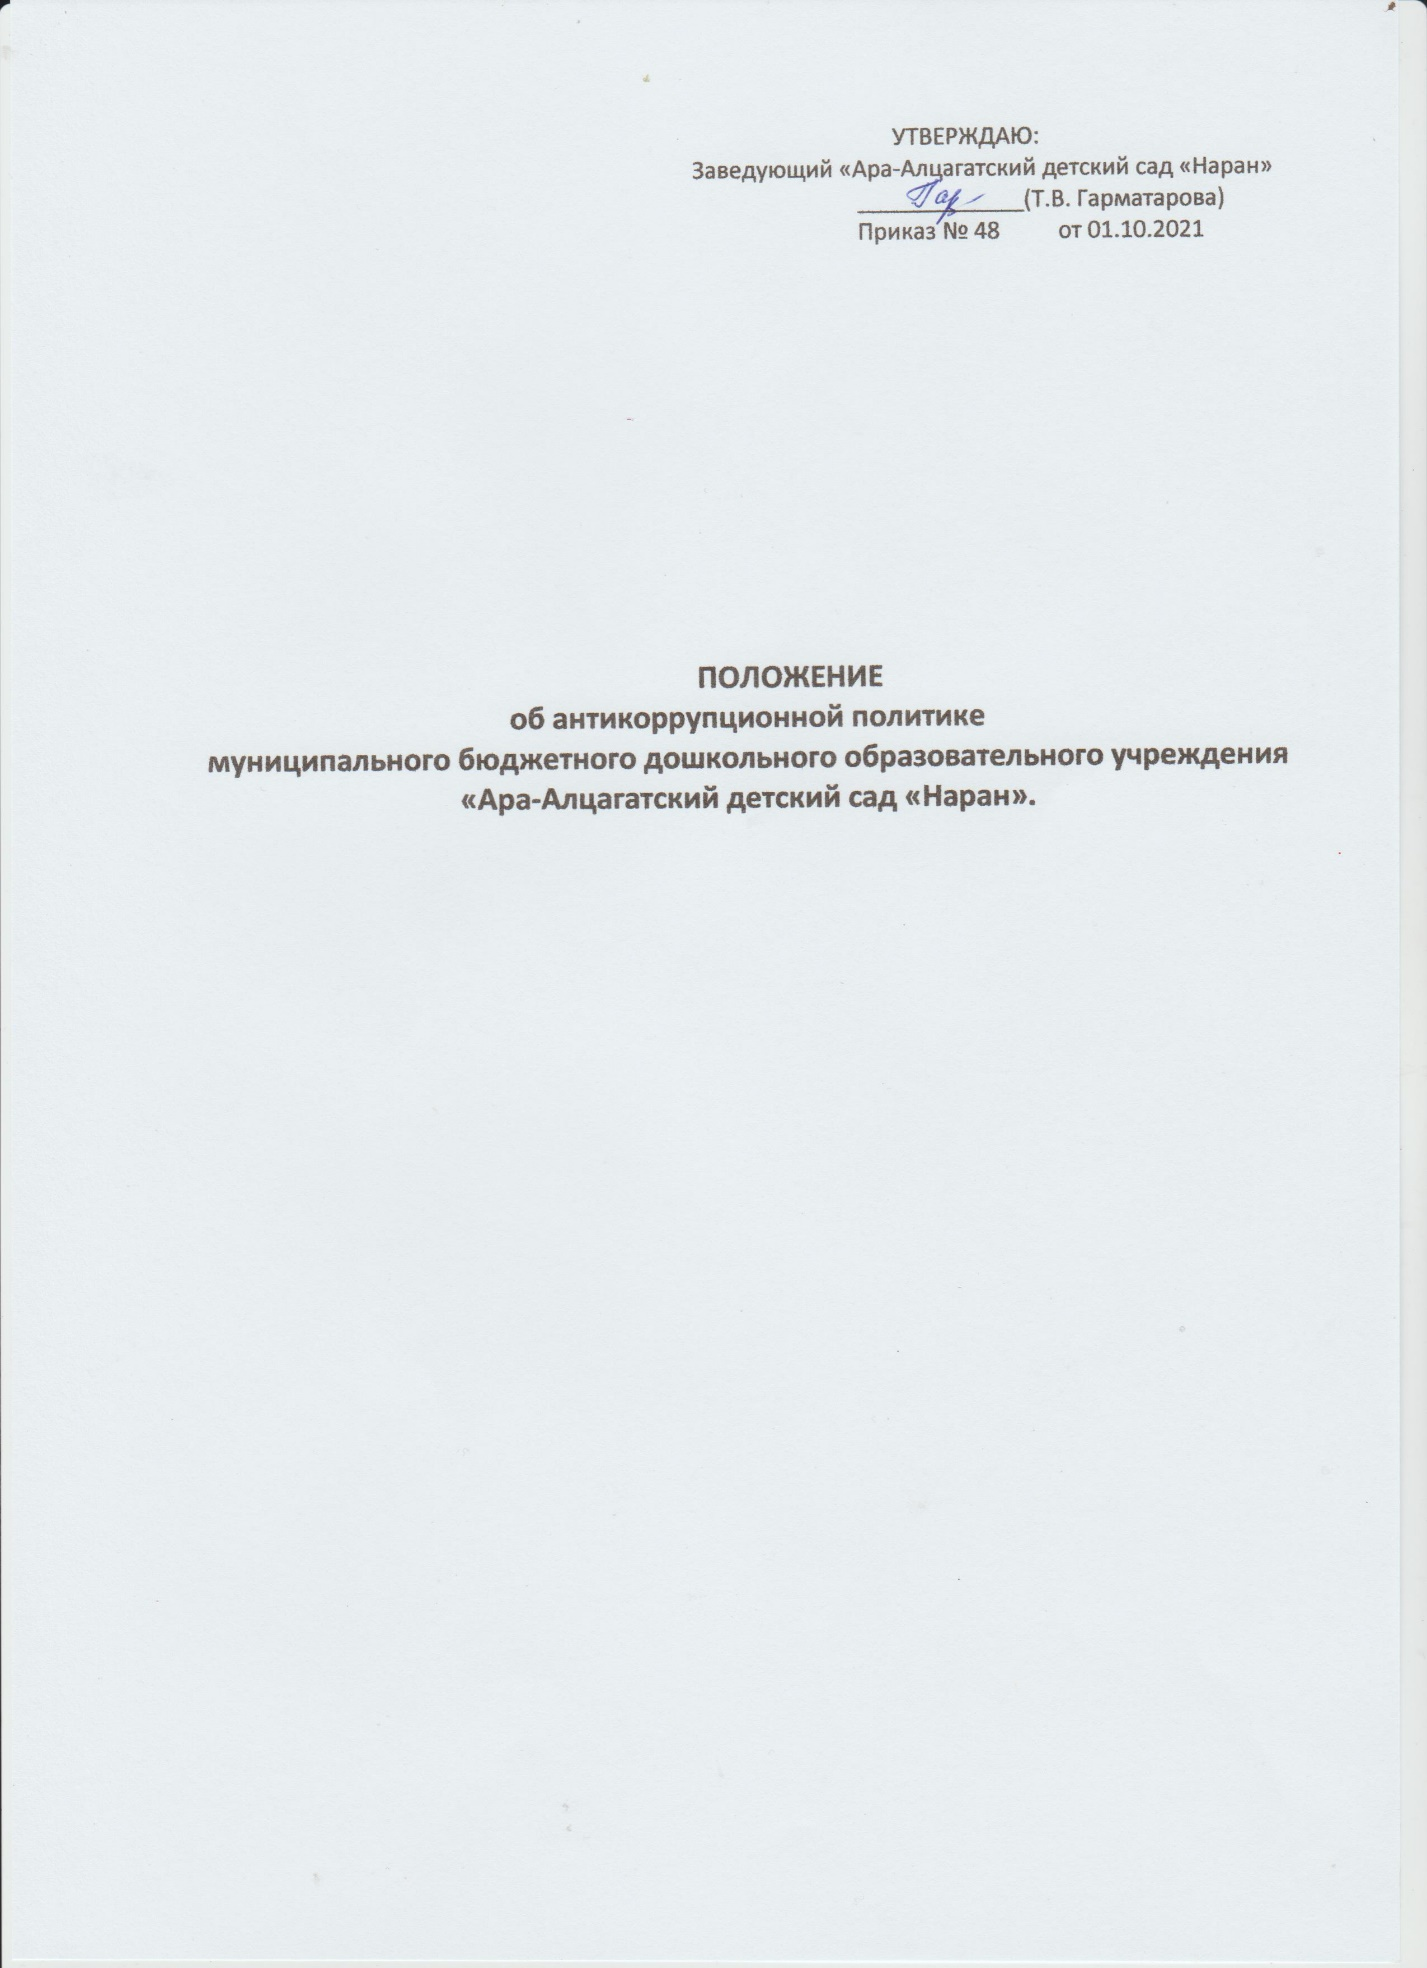 УТВЕРЖДАЮ:
Заведующий «Ара-Алцагатский детский сад «Наран»
_____________(Т.В. Гарматарова)
Приказ № 48 от 01.10.2021
ПОЛОЖЕНИЕ
об антикоррупционной политике
муниципального бюджетного дошкольного образовательного учреждения
«Ара-Алцагатский детский сад «Наран».